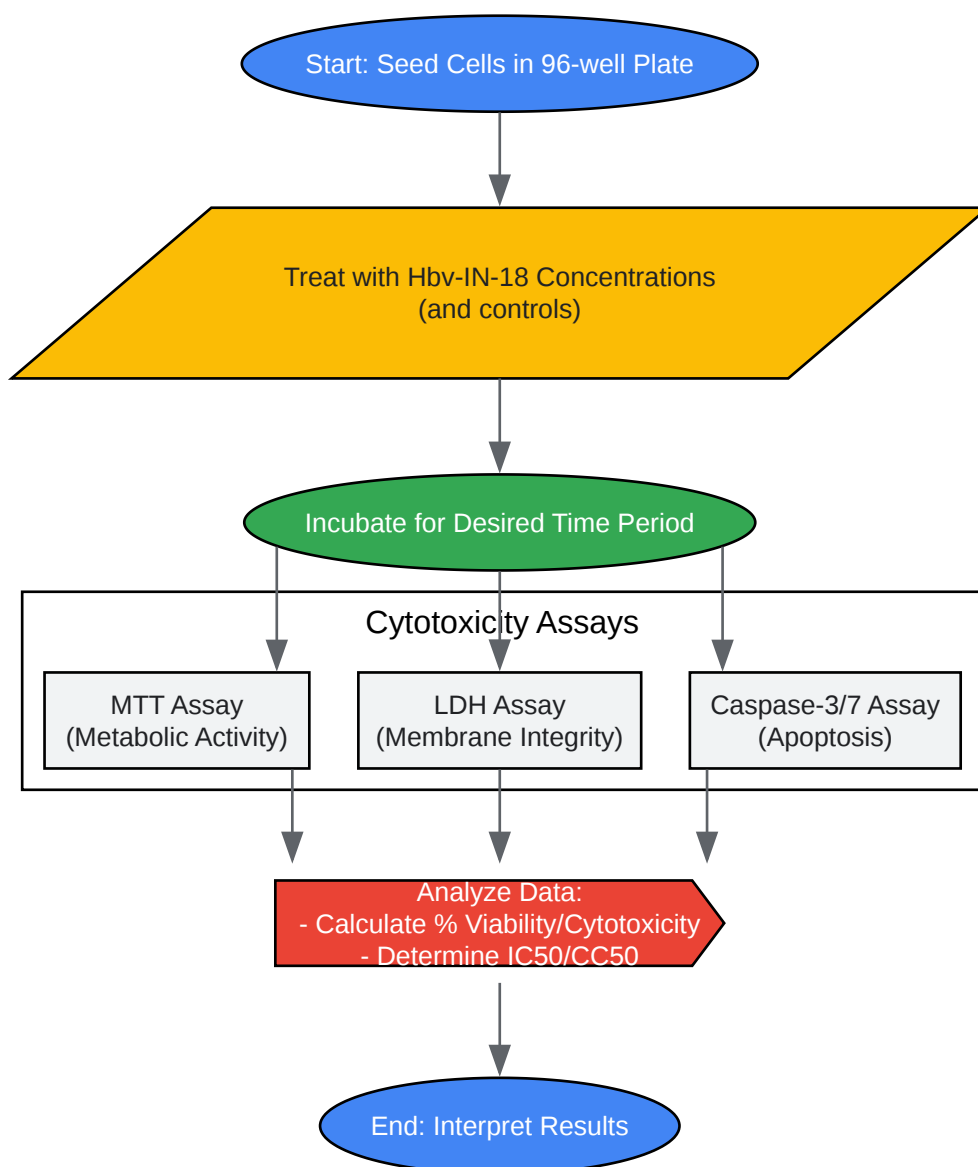 Start: Seed Cells in 96-well Plate
Treat with Hbv-IN-18 Concentrations
(and controls)
Incubate for Desired Time Period
Cytotoxicity Assays
MTT Assay
(Metabolic Activity)
LDH Assay
(Membrane Integrity)
Caspase-3/7 Assay
(Apoptosis)
Analyze Data:
- Calculate % Viability/Cytotoxicity
- Determine IC50/CC50
End: Interpret Results